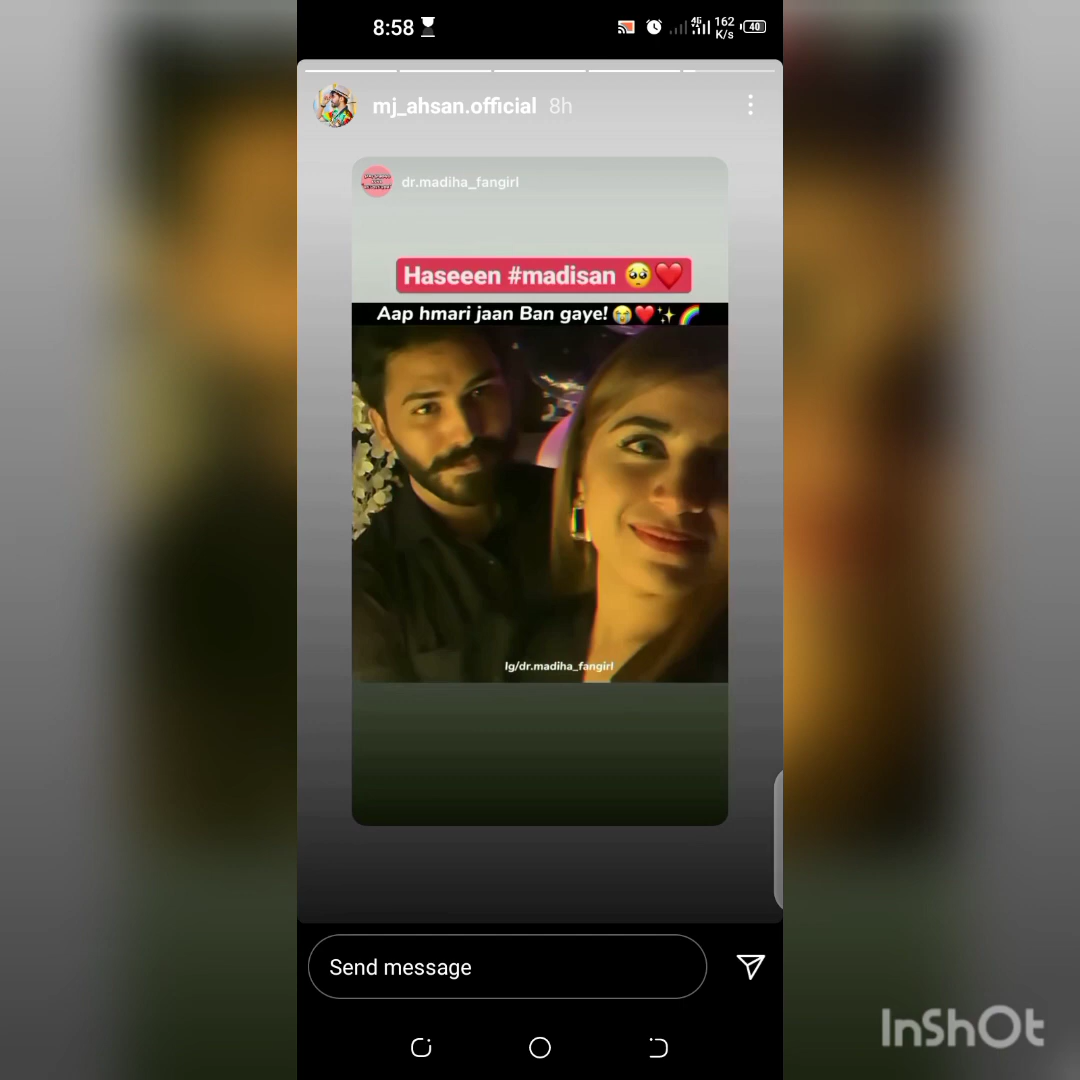 8:58
4G
162
K/s
40
mj_ahsan.official 8h
dr.madiha_fangirl
Haseeen #madisan 🥺❤️
Aap hmari jaan Ban gaye! 😭❤️✨🌈
Ig/dr.madiha_fangirl
Send message
InShOt